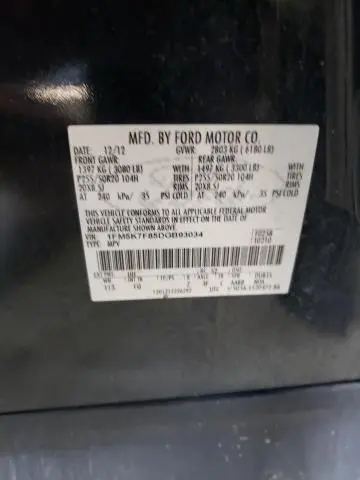 MFD. BY FORD MOTOR CO.
DATE: 12/12 GVWR: 2803 KG ( 6180 LB)
FRONT GAWR: REAR GAWR:
1397 KG ( 3080 LB) WITH 1497 KG ( 3300 LB) WITH
P255/50R20 104H TIRES P255/50R20 104H TIRES
20X8.5J RIMS 20X8.5J RIMS
AT 240 kPa/ 35 PSI COLD AT 240 kPa/ 35 PSI COLD
THIS VEHICLE CONFORMS TO ALL APPLICABLE FEDERAL MOTOR
VEHICLE SAFETY STANDARDS IN EFFECT ON THE DATE OF
MANUFACTURE SHOWN ABOVE.
VIN: 1FM5K7F85DGB93034
TYPE: MPV